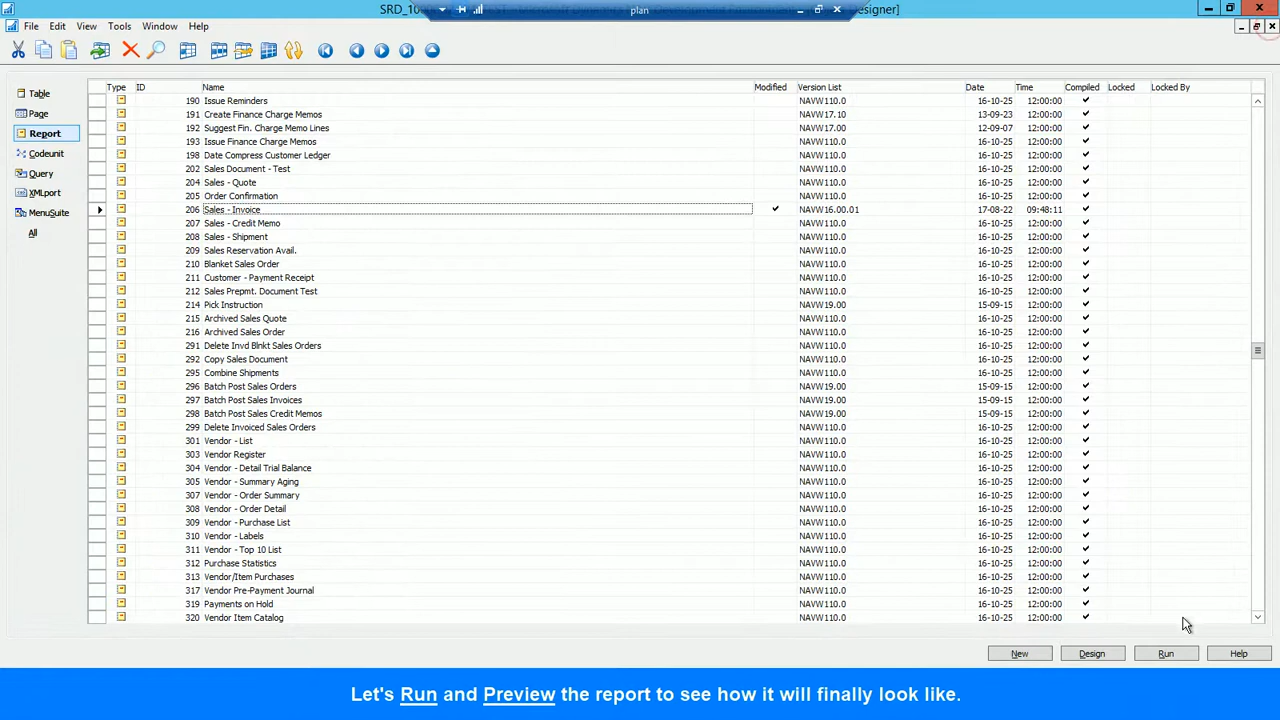 SRD_10
plan
signer]
File Edit View Tools Window Help
Type ID Name Modified Version List Date Time Compiled Locked Locked By
Table
Page
Report
Codeunit
Query
XMLport
MenuSuite
All
190 Issue Reminders NAVW110.0 16-10-25 12:00:00
191 Create Finance Charge Memos NAVW17.10 13-09-23 12:00:00
192 Suggest Fin. Charge Memo Lines NAVW17.00 12-09-07 12:00:00
193 Issue Finance Charge Memos NAVW110.0 16-10-25 12:00:00
198 Date Compress Customer Ledger NAVW110.0 16-10-25 12:00:00
202 Sales Document - Test NAVW110.0 16-10-25 12:00:00
204 Sales - Quote NAVW110.0 16-10-25 12:00:00
205 Order Confirmation NAVW110.0 16-10-25 12:00:00
206 Sales - Invoice NAVW16.00.01 17-08-22 09:48:11
207 Sales - Credit Memo NAVW110.0 16-10-25 12:00:00
208 Sales - Shipment NAVW110.0 16-10-25 12:00:00
209 Sales Reservation Avail. NAVW110.0 16-10-25 12:00:00
210 Blanket Sales Order NAVW110.0 16-10-25 12:00:00
211 Customer - Payment Receipt NAVW110.0 16-10-25 12:00:00
212 Sales Prepmt. Document Test NAVW110.0 16-10-25 12:00:00
214 Pick Instruction NAVW19.00 15-09-15 12:00:00
215 Archived Sales Quote NAVW110.0 16-10-25 12:00:00
216 Archived Sales Order NAVW110.0 16-10-25 12:00:00
291 Delete Invd Blnkt Sales Orders NAVW110.0 16-10-25 12:00:00
292 Copy Sales Document NAVW110.0 16-10-25 12:00:00
295 Combine Shipments NAVW110.0 16-10-25 12:00:00
296 Batch Post Sales Orders NAVW19.00 15-09-15 12:00:00
297 Batch Post Sales Invoices NAVW19.00 15-09-15 12:00:00
298 Batch Post Sales Credit Memos NAVW19.00 15-09-15 12:00:00
299 Delete Invoiced Sales Orders NAVW110.0 16-10-25 12:00:00
301 Vendor - List NAVW110.0 16-10-25 12:00:00
303 Vendor Register NAVW110.0 16-10-25 12:00:00
304 Vendor - Detail Trial Balance NAVW110.0 16-10-25 12:00:00
305 Vendor - Summary Aging NAVW110.0 16-10-25 12:00:00
307 Vendor - Order Summary NAVW110.0 16-10-25 12:00:00
308 Vendor - Order Detail NAVW110.0 16-10-25 12:00:00
309 Vendor - Purchase List NAVW110.0 16-10-25 12:00:00
310 Vendor - Labels NAVW110.0 16-10-25 12:00:00
311 Vendor - Top 10 List NAVW110.0 16-10-25 12:00:00
312 Purchase Statistics NAVW110.0 16-10-25 12:00:00
313 Vendor/Item Purchases NAVW110.0 16-10-25 12:00:00
317 Vendor Pre-Payment Journal NAVW110.0 16-10-25 12:00:00
319 Payments on Hold NAVW110.0 16-10-25 12:00:00
320 Vendor Item Catalog NAVW110.0 16-10-25 12:00:00
New Design Run Help
Let's Run and Preview the report to see how it will finally look like.